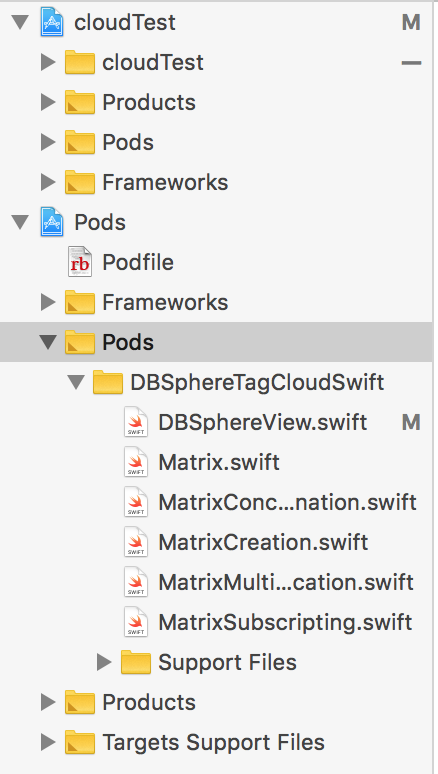 cloudTest M
cloudTest —
Products
Pods
Frameworks
Pods
rb Podfile
Frameworks
Pods
DBSphereTagCloudSwift
SWIFT DBSphereView.swift M
SWIFT Matrix.swift
SWIFT MatrixConc...nation.swift
SWIFT MatrixCreation.swift
SWIFT MatrixMulti...cation.swift
SWIFT MatrixSubscripting.swift
Support Files
Products
Targets Support Files